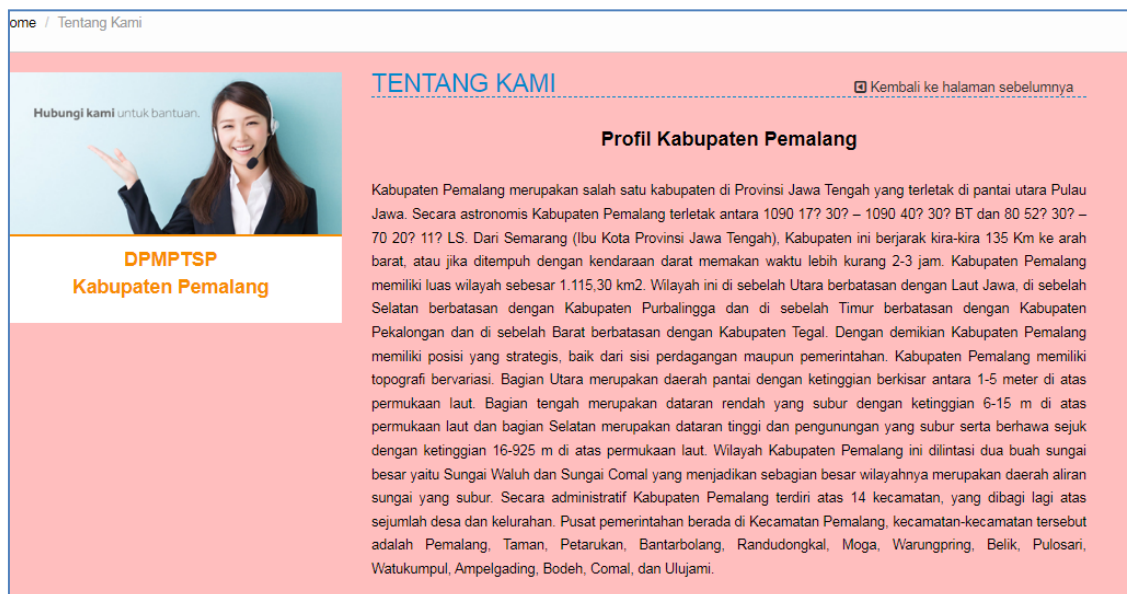 ome / Tentang Kami
Hubungi kami untuk bantuan.
DPMPTSP
Kabupaten Pemalang
TENTANG KAMI
Kembali ke halaman sebelumnya
Profil Kabupaten Pemalang
Kabupaten Pemalang merupakan salah satu kabupaten di Provinsi Jawa Tengah yang terletak di pantai utara Pulau
Jawa. Secara astronomis Kabupaten Pemalang terletak antara 1090 17? 30? – 1090 40? 30? BT dan 80 52? 30? –
70 20? 11? LS. Dari Semarang (Ibu Kota Provinsi Jawa Tengah), Kabupaten ini berjarak kira-kira 135 Km ke arah
barat, atau jika ditempuh dengan kendaraan darat memakan waktu lebih kurang 2-3 jam. Kabupaten Pemalang
memiliki luas wilayah sebesar 1.115,30 km2. Wilayah ini di sebelah Utara berbatasan dengan Laut Jawa, di sebelah
Selatan berbatasan dengan Kabupaten Purbalingga dan di sebelah Timur berbatasan dengan Kabupaten
Pekalongan dan di sebelah Barat berbatasan dengan Kabupaten Tegal. Dengan demikian Kabupaten Pemalang
memiliki posisi yang strategis, baik dari sisi perdagangan maupun pemerintahan. Kabupaten Pemalang memiliki
topografi bervariasi. Bagian Utara merupakan daerah pantai dengan ketinggian berkisar antara 1-5 meter di atas
permukaan laut. Bagian tengah merupakan dataran rendah yang subur dengan ketinggian 6-15 m di atas
permukaan laut dan bagian Selatan merupakan dataran tinggi dan pengunungan yang subur serta berhawa sejuk
dengan ketinggian 16-925 m di atas permukaan laut. Wilayah Kabupaten Pemalang ini dilintasi dua buah sungai
besar yaitu Sungai Waluh dan Sungai Comal yang menjadikan sebagian besar wilayahnya merupakan daerah aliran
sungai yang subur. Secara administratif Kabupaten Pemalang terdiri atas 14 kecamatan, yang dibagi lagi atas
sejumlah desa dan kelurahan. Pusat pemerintahan berada di Kecamatan Pemalang, kecamatan-kecamatan tersebut
adalah Pemalang, Taman, Petarukan, Bantarbolang, Randudongkal, Moga, Warungpring, Belik, Pulosari,
Watukumpul, Ampelgading, Bodeh, Comal, dan Ulujami.